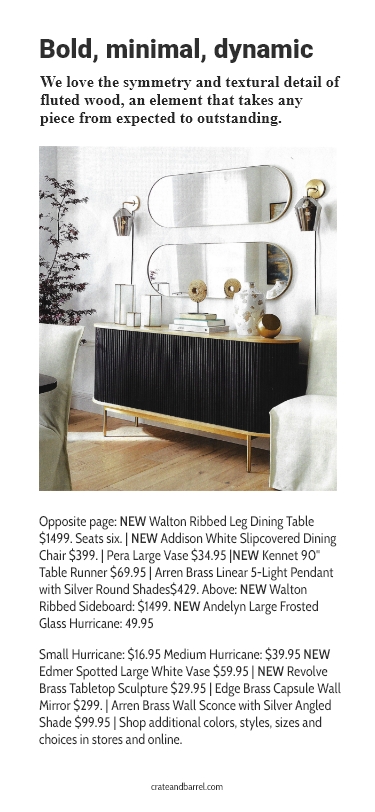 Bold, minimal, dynamic
We love the symmetry and textural detail of
fluted wood, an element that takes any
piece from expected to outstanding.
Opposite page: NEW Walton Ribbed Leg Dining Table
$1499. Seats six. | NEW Addison White Slipcovered Dining
Chair $399. | Pera Large Vase $34.95 |NEW Kennet 90"
Table Runner $69.95 | Arren Brass Linear 5-Light Pendant
with Silver Round Shades$429. Above: NEW Walton
Ribbed Sideboard: $1499. NEW Andelyn Large Frosted
Glass Hurricane: 49.95
Small Hurricane: $16.95 Medium Hurricane: $39.95 NEW
Edmer Spotted Large White Vase $59.95 | NEW Revolve
Brass Tabletop Sculpture $29.95 | Edge Brass Capsule Wall
Mirror $299. | Arren Brass Wall Sconce with Silver Angled
Shade $99.95 | Shop additional colors, styles, sizes and
choices in stores and online.
crateandbarrel.com